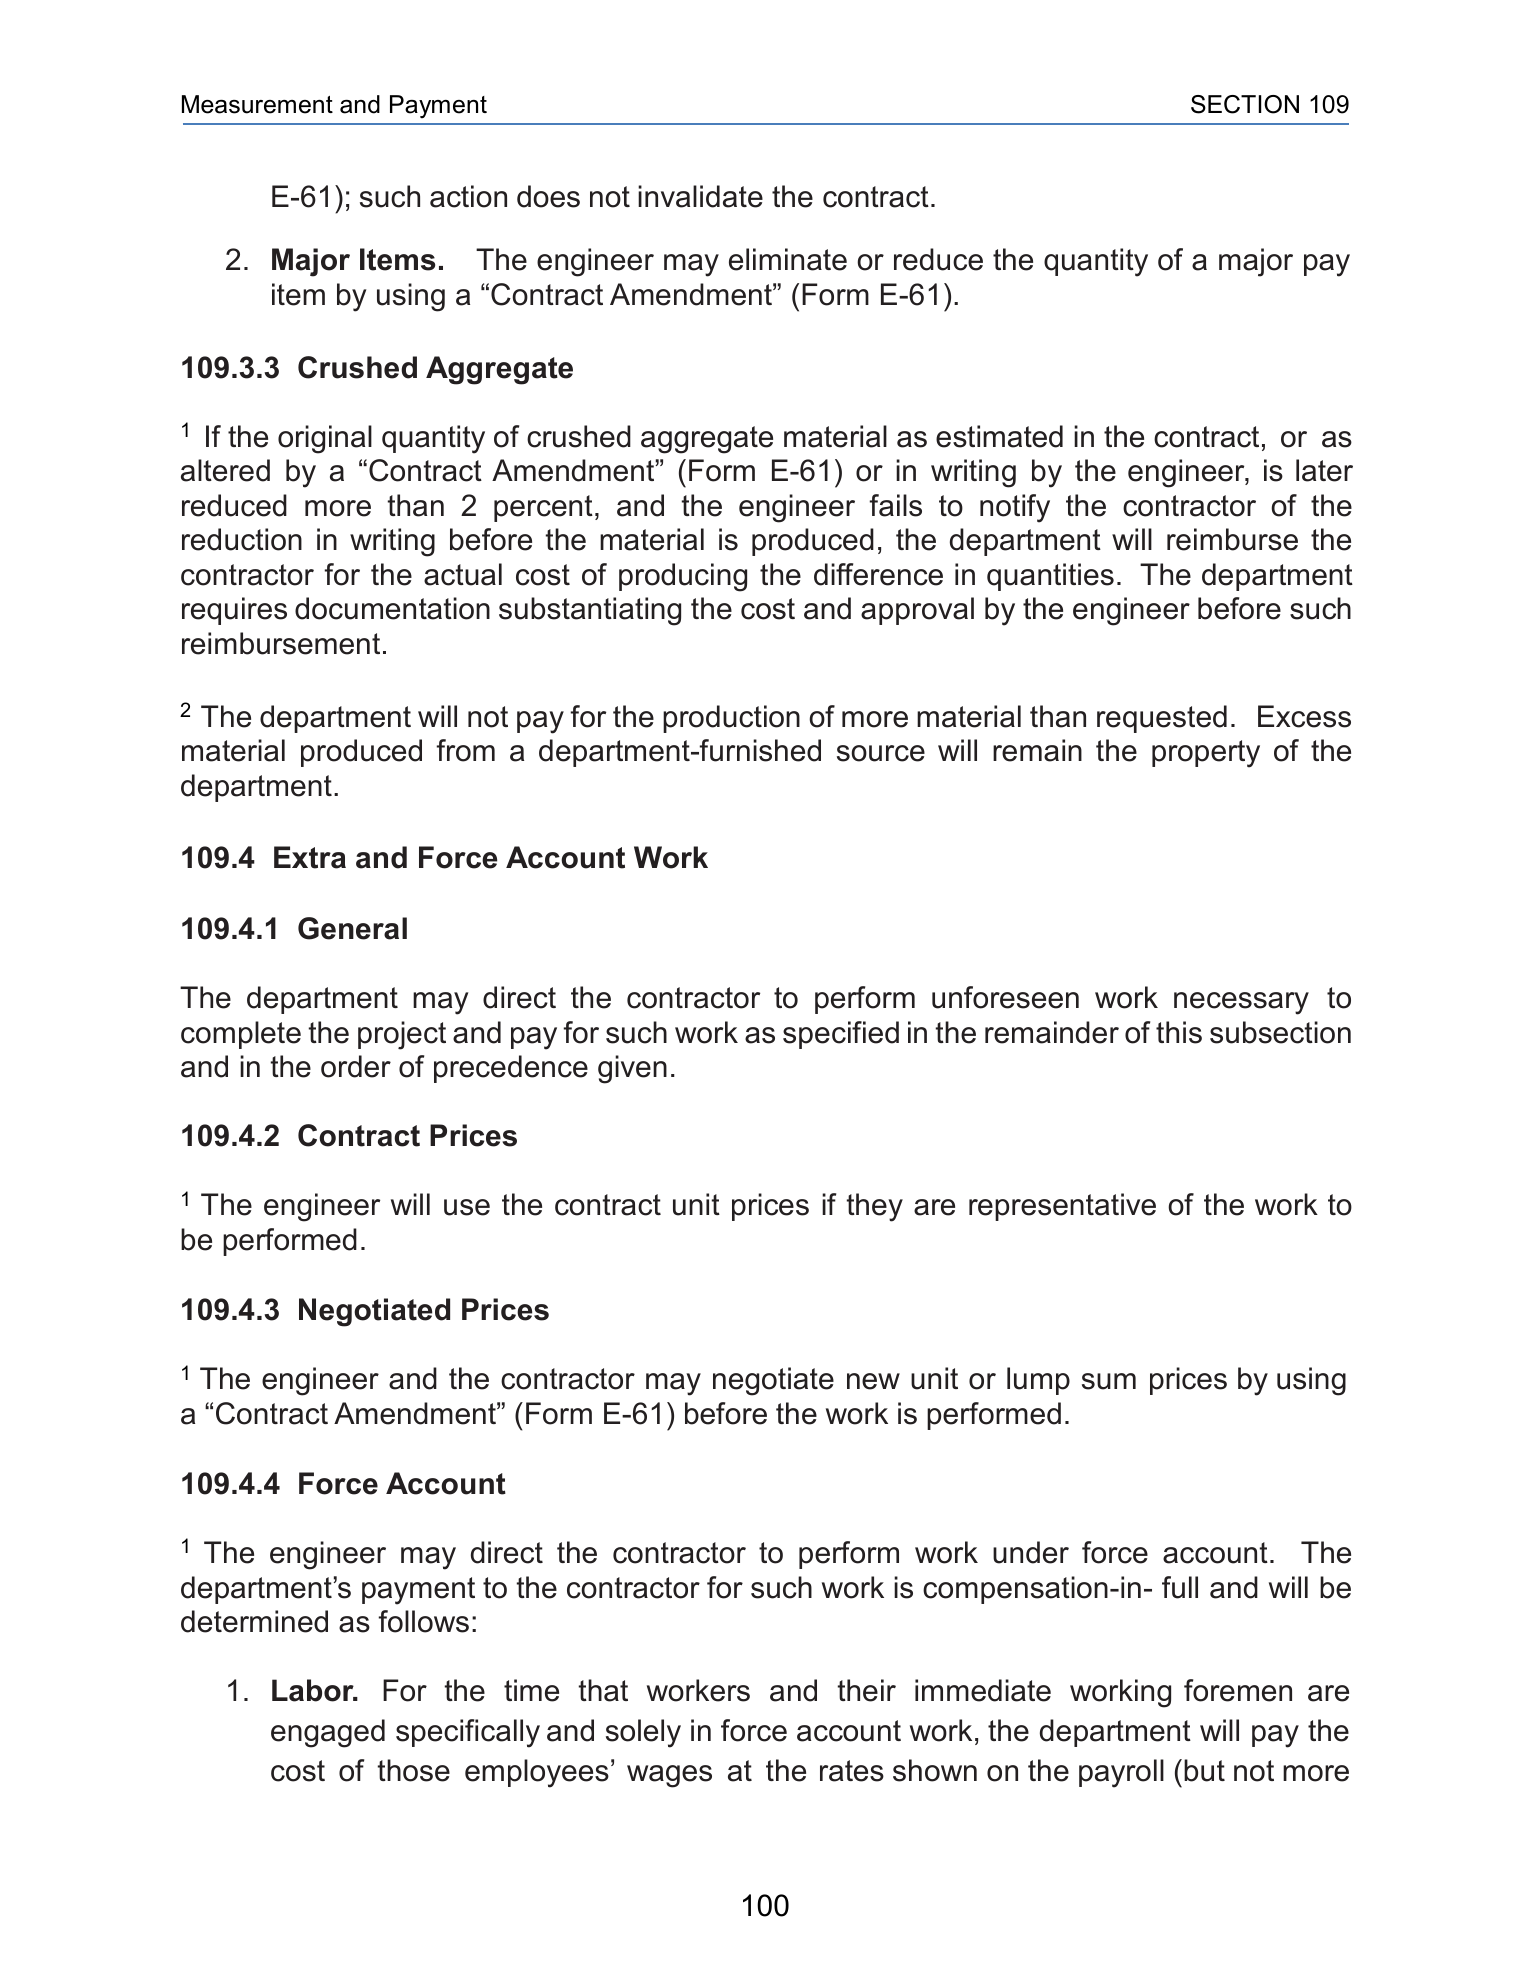 Measurement and Payment SECTION 109
E-61); such action does not invalidate the contract.
2. Major Items. The engineer may eliminate or reduce the quantity of a major pay
item by using a “Contract Amendment” (Form E-61).
109.3.3 Crushed Aggregate
1 If the original quantity of crushed aggregate material as estimated in the contract, or as
altered by a “Contract Amendment” (Form E-61) or in writing by the engineer, is later
reduced more than 2 percent, and the engineer fails to notify the contractor of the
reduction in writing before the material is produced, the department will reimburse the
contractor for the actual cost of producing the difference in quantities. The department
requires documentation substantiating the cost and approval by the engineer before such
reimbursement.
2 The department will not pay for the production of more material than requested. Excess
material produced from a department-furnished source will remain the property of the
department.
109.4 Extra and Force Account Work
109.4.1 General
The department may direct the contractor to perform unforeseen work necessary to
complete the project and pay for such work as specified in the remainder of this subsection
and in the order of precedence given.
109.4.2 Contract Prices
1 The engineer will use the contract unit prices if they are representative of the work to
be performed.
109.4.3 Negotiated Prices
1 The engineer and the contractor may negotiate new unit or lump sum prices by using
a “Contract Amendment” (Form E-61) before the work is performed.
109.4.4 Force Account
1 The engineer may direct the contractor to perform work under force account. The
department’s payment to the contractor for such work is compensation-in- full and will be
determined as follows:
1. Labor. For the time that workers and their immediate working foremen are
engaged specifically and solely in force account work, the department will pay the
cost of those employees’ wages at the rates shown on the payroll (but not more
100